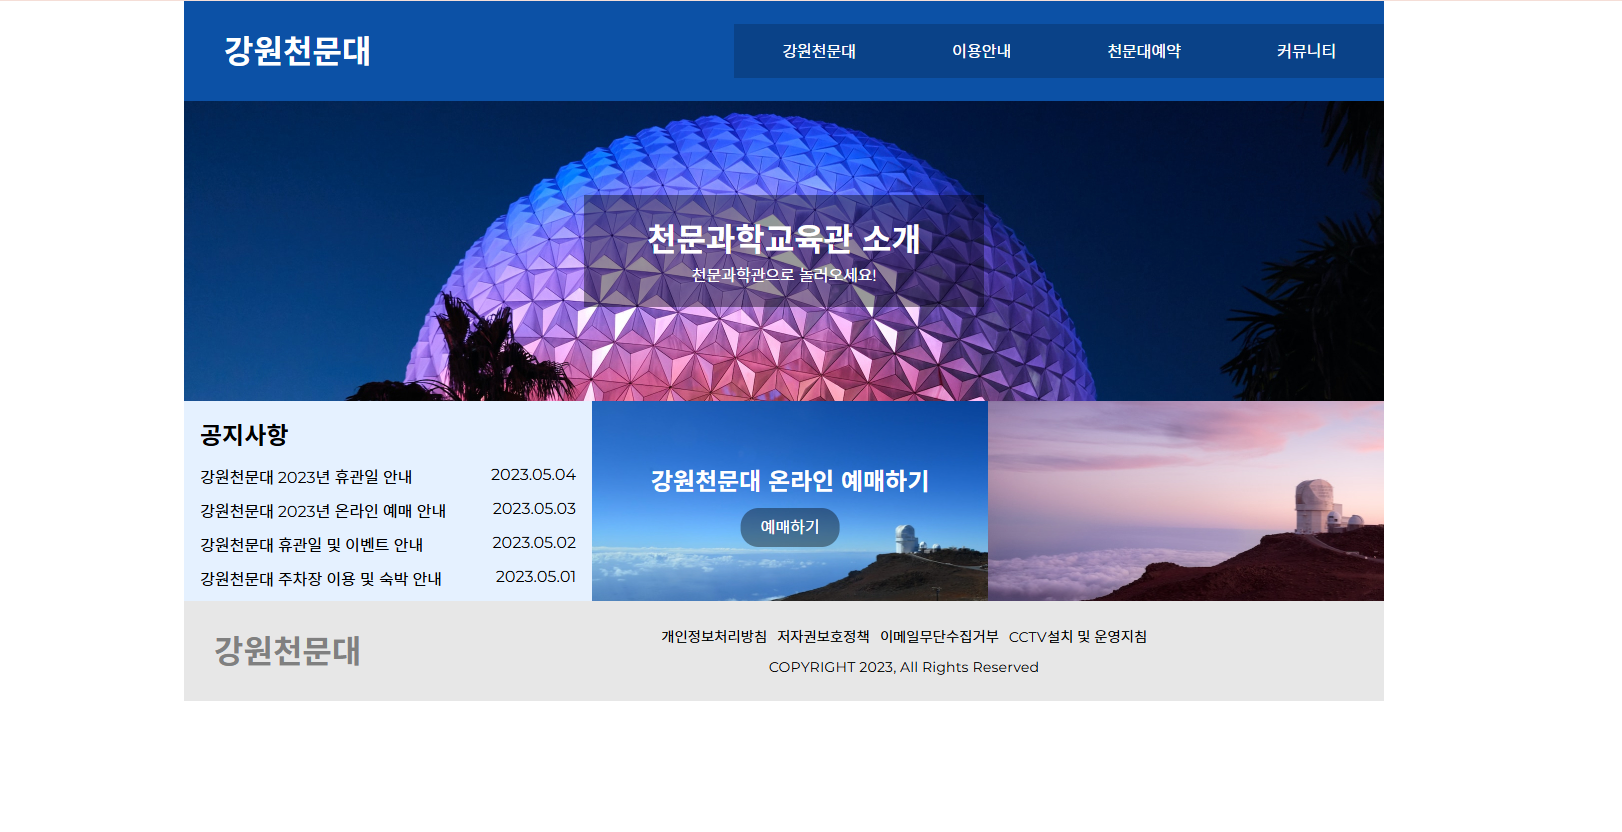 강원천문대
강원천문대 이용안내 천문대예약 커뮤니티
천문과학교육관 소개
천문과학관으로 놀러오세요!
공지사항
강원천문대 2023년 휴관일 안내 2023.05.04
강원천문대 2023년 온라인 예매 안내 2023.05.03
강원천문대 휴관일 및 이벤트 안내 2023.05.02
강원천문대 주차장 이용 및 숙박 안내 2023.05.01
강원천문대 온라인 예매하기
예매하기
강원천문대
개인정보처리방침 저자권보호정책 이메일무단수집거부 CCTV설치 및 운영지침
COPYRIGHT 2023, All Rights Reserved